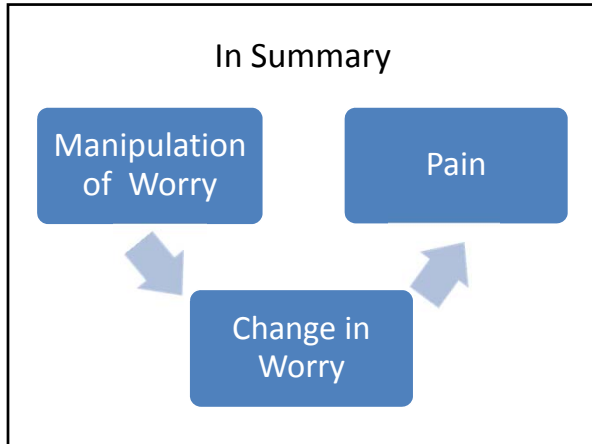 In Summary
Manipulation
of Worry
Pain
Change in
Worry